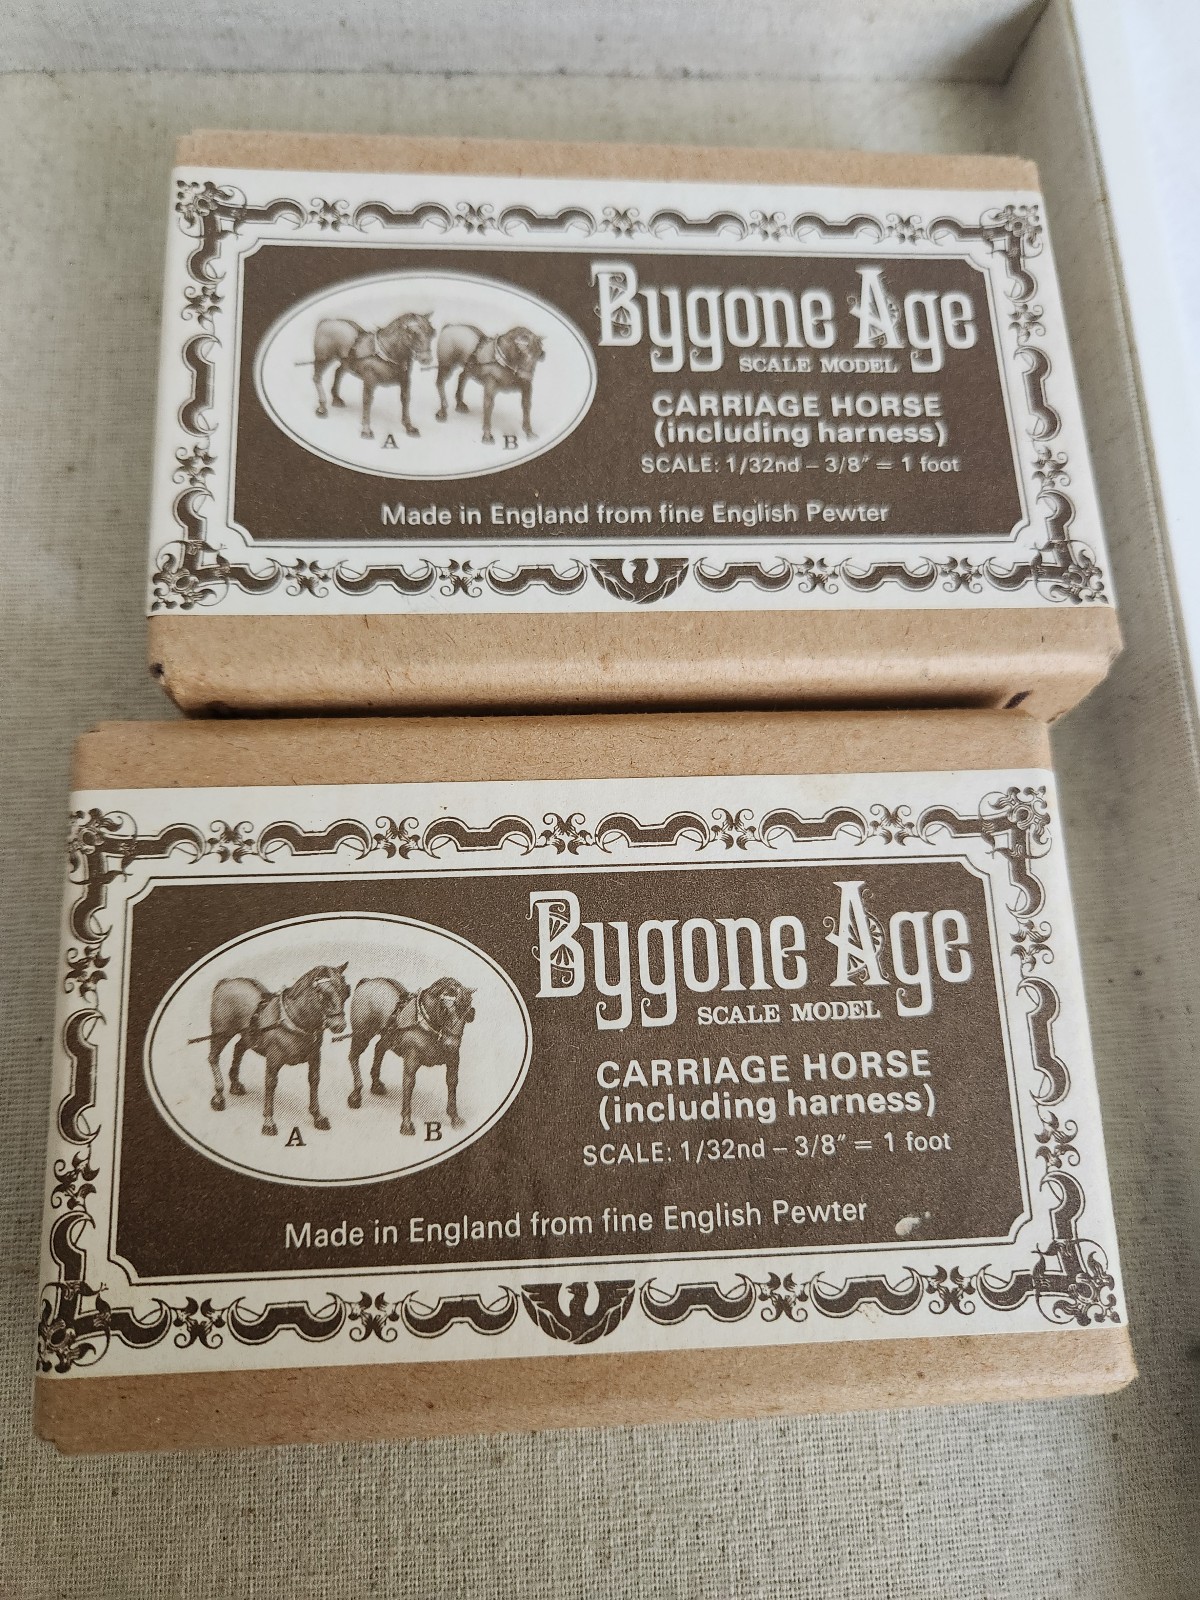 Bygone Age
SCALE MODEL
CARRIAGE HORSE
(including harness)
SCALE: 1/32nd – 3/8″ = 1 foot
A B
Made in England from fine English Pewter
Bygone Age
SCALE MODEL
CARRIAGE HORSE
(including harness)
SCALE: 1/32nd – 3/8″ = 1 foot
A B
Made in England from fine English Pewter